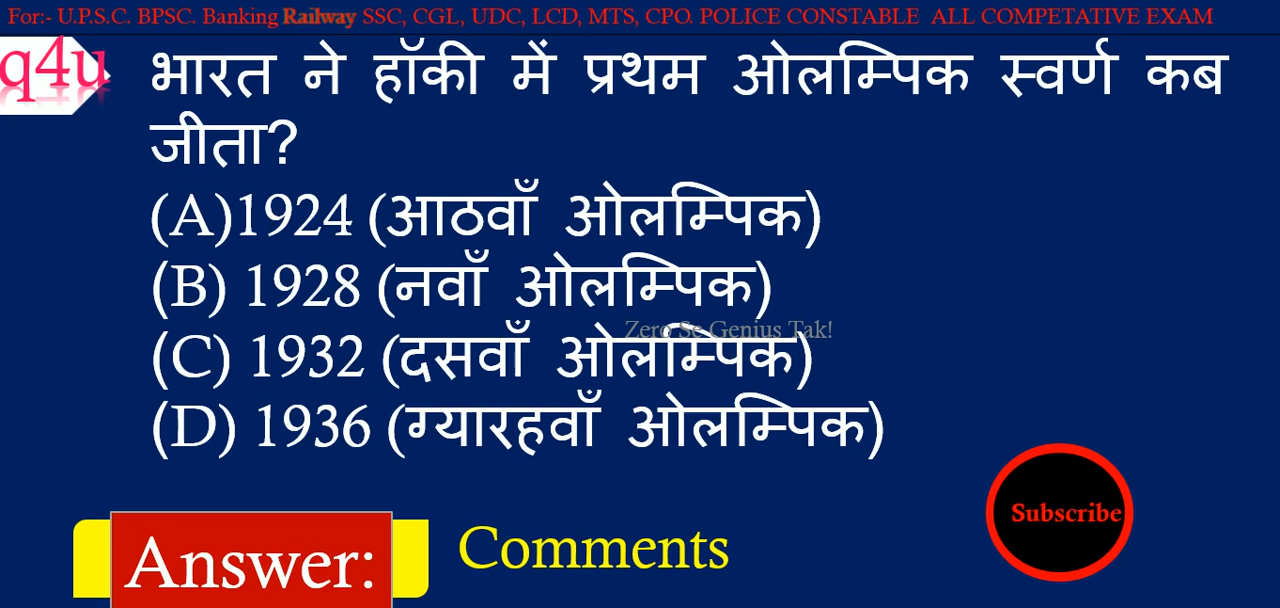 For:- U.P.S.C. BPSC. Banking Railway SSC, CGL, UDC, LCD, MTS, CPO. POLICE CONSTABLE ALL COMPETATIVE EXAM
q4u
भारत ने हॉकी में प्रथम ओलम्पिक स्वर्ण कब
जीता?
(A)1924 (आठवाँ ओलम्पिक)
(B) 1928 (नवाँ ओलम्पिक)
Zero Se Genius Tak!
(C) 1932 (दसवाँ ओलम्पिक)
(D) 1936 (ग्यारहवाँ ओलम्पिक)
Subscribe
Answer: Comments